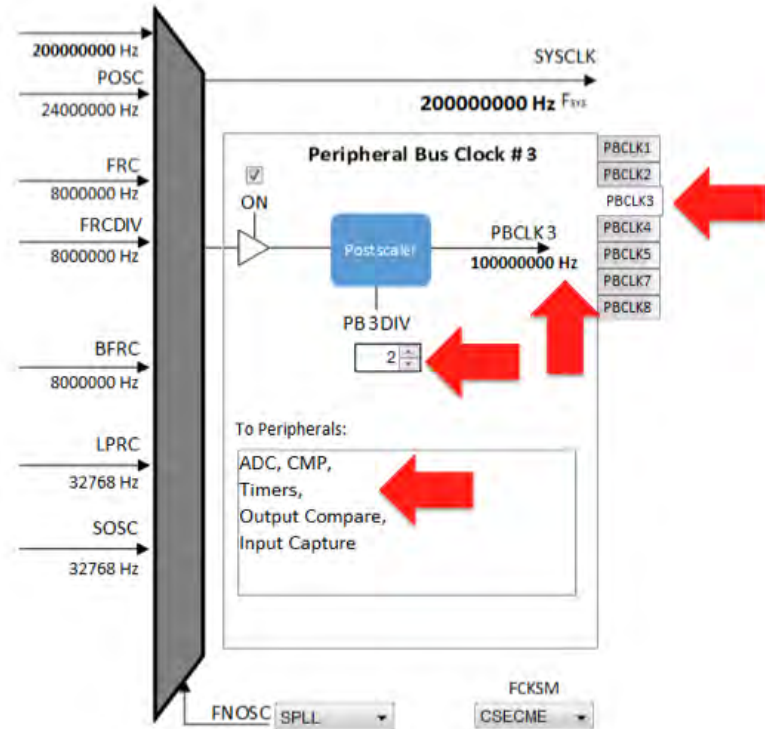 200000000 Hz
POSC
24000000 Hz
FRC
8000000 Hz
FRCDIV
8000000 Hz
BFRC
8000000 Hz
LPRC
32768 Hz
SOSC
32768 Hz
SYSCLK
200000000 Hz Fsys
Peripheral Bus Clock # 3
ON
Postscaler
PBCLK3
100000000 Hz
PB3DIV
2
To Peripherals:
ADC, CMP,
Timers,
Output Compare,
Input Capture
PBCLK1
PBCLK2
PBCLK3
PBCLK4
PBCLK5
PBCLK7
PBCLK8
FNOSC SPLL
FCKSM
CSECME